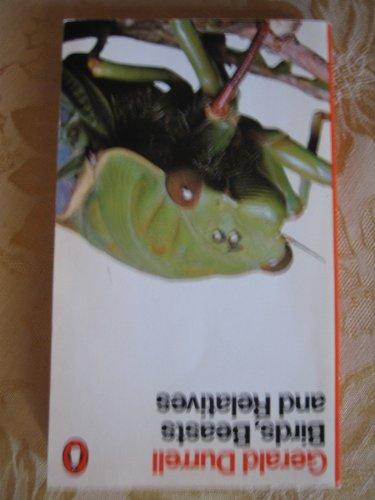 Gerald Durrell
Birds, Beasts
and Relatives